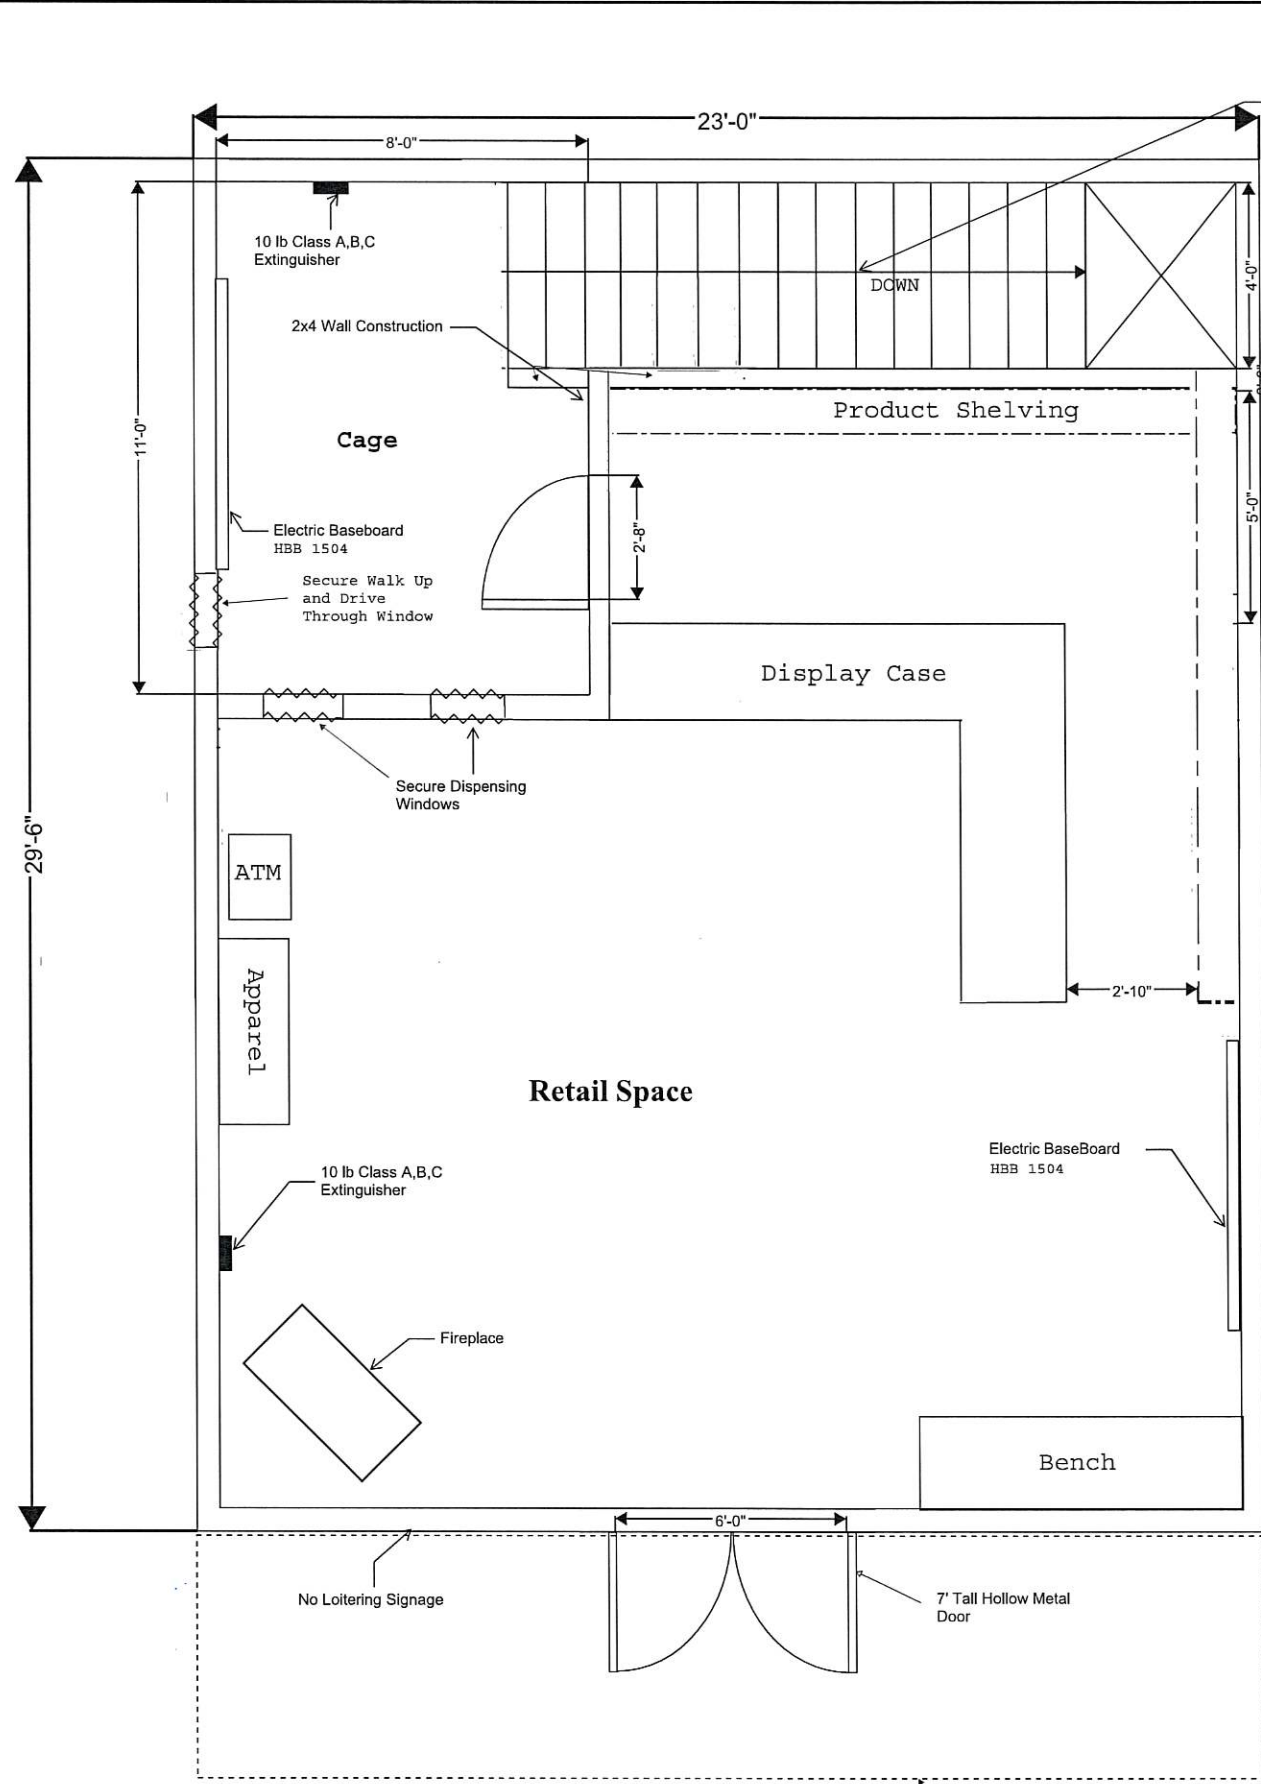 23'-0"
8'-0"
10 lb Class A,B,C
Extinguisher
4'-0"
DOWN
2x4 Wall Construction
Product Shelving
Cage
11'-0"
5'-0"
2'-8"
Electric Baseboard
HBB 1504
Secure Walk Up
and Drive
Through Window
Display Case
Secure Dispensing
Windows
29'-6"
ATM
Apparel
2'-10"
Retail Space
Electric BaseBoard
HBB 1504
10 lb Class A,B,C
Extinguisher
Fireplace
Bench
6'-0"
No Loitering Signage
7' Tall Hollow Metal
Door